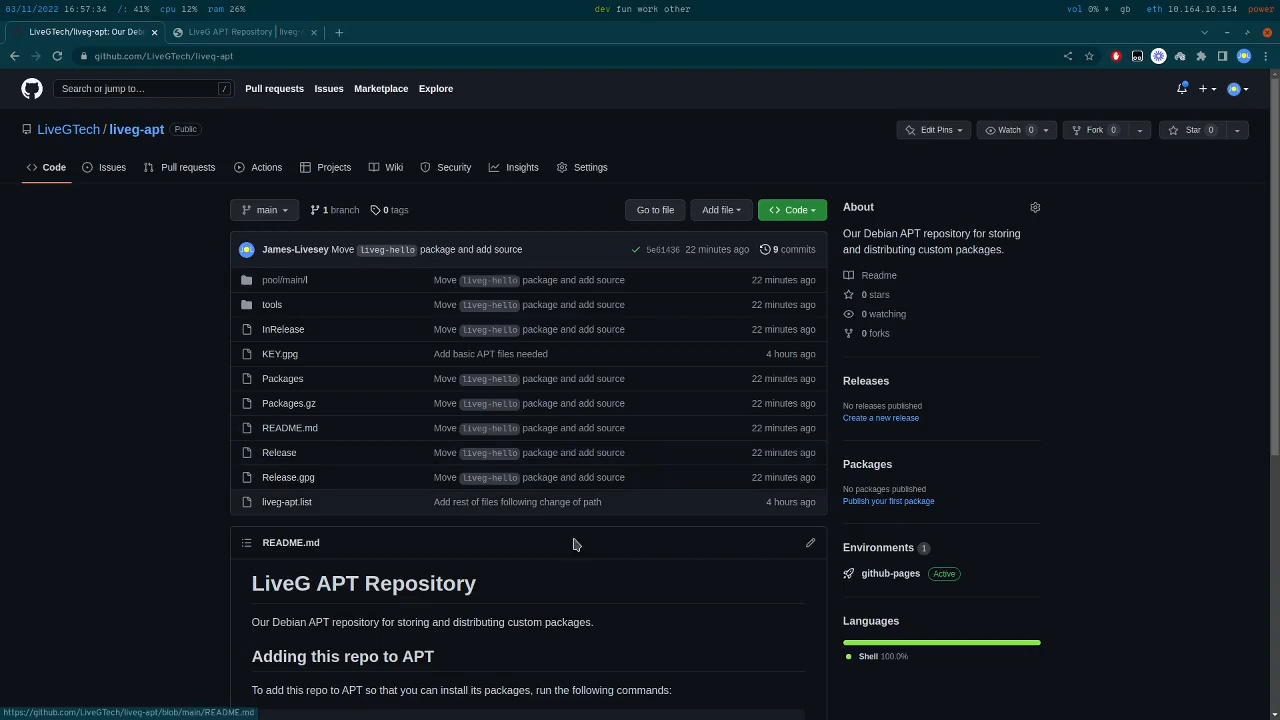 03/11/2022 16:57:34 /: 41% cpu 12% ram 26% dev fun work other vol 0% * gb eth 10.164.10.154 power
LiveGTech/liveg-apt: Our Deb × LiveG APT Repository | liveg- × +
github.com/LiveGTech/liveg-apt
Search or jump to… / Pull requests Issues Marketplace Explore
LiveGTech / liveg-apt Public Edit Pins Watch 0 Fork 0 Star 0
Code Issues Pull requests Actions Projects Wiki Security Insights Settings
main 1 branch 0 tags Go to file Add file Code
James-Livesey Move liveg-hello package and add source 5e61436 22 minutes ago 9 commits
pool/main/l Move liveg-hello package and add source 22 minutes ago
tools Move liveg-hello package and add source 22 minutes ago
InRelease Move liveg-hello package and add source 22 minutes ago
KEY.gpg Add basic APT files needed 4 hours ago
Packages Move liveg-hello package and add source 22 minutes ago
Packages.gz Move liveg-hello package and add source 22 minutes ago
README.md Move liveg-hello package and add source 22 minutes ago
Release Move liveg-hello package and add source 22 minutes ago
Release.gpg Move liveg-hello package and add source 22 minutes ago
liveg-apt.list Add rest of files following change of path 4 hours ago
README.md
LiveG APT Repository
Our Debian APT repository for storing and distributing custom packages.
Adding this repo to APT
To add this repo to APT so that you can install its packages, run the following commands:
About
Our Debian APT repository for storing
and distributing custom packages.
Readme
0 stars
0 watching
0 forks
Releases
No releases published
Create a new release
Packages
No packages published
Publish your first package
Environments 1
github-pages Active
Languages
Shell 100.0%
https://github.com/LiveGTech/liveg-apt/blob/main/README.md